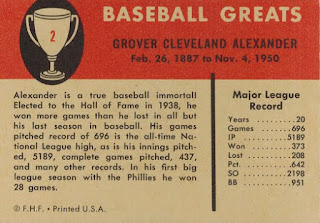 2
BASEBALL GREATS
GROVER CLEVELAND ALEXANDER
Feb. 26, 1887 to Nov. 4, 1950
Alexander is a true baseball immortal!
Elected to the Hall of Fame in 1938, he
won more games than he lost in all but
his last season in baseball. His games
pitched record of 696 is the all-time Na-
tional League high, as is his innings pitch-
ed, 5189, complete games pitched, 437,
and many other records. In his first big
league season with the Phillies he won
28 games.
Major League
Record
Years ......... 20
Games ......... 696
IP ......... 5189
Won ......... 373
Lost ......... 208
Pct. ......... .642
SO ......... 2198
BB ......... 951
© F.H.F. • Printed U.S.A.